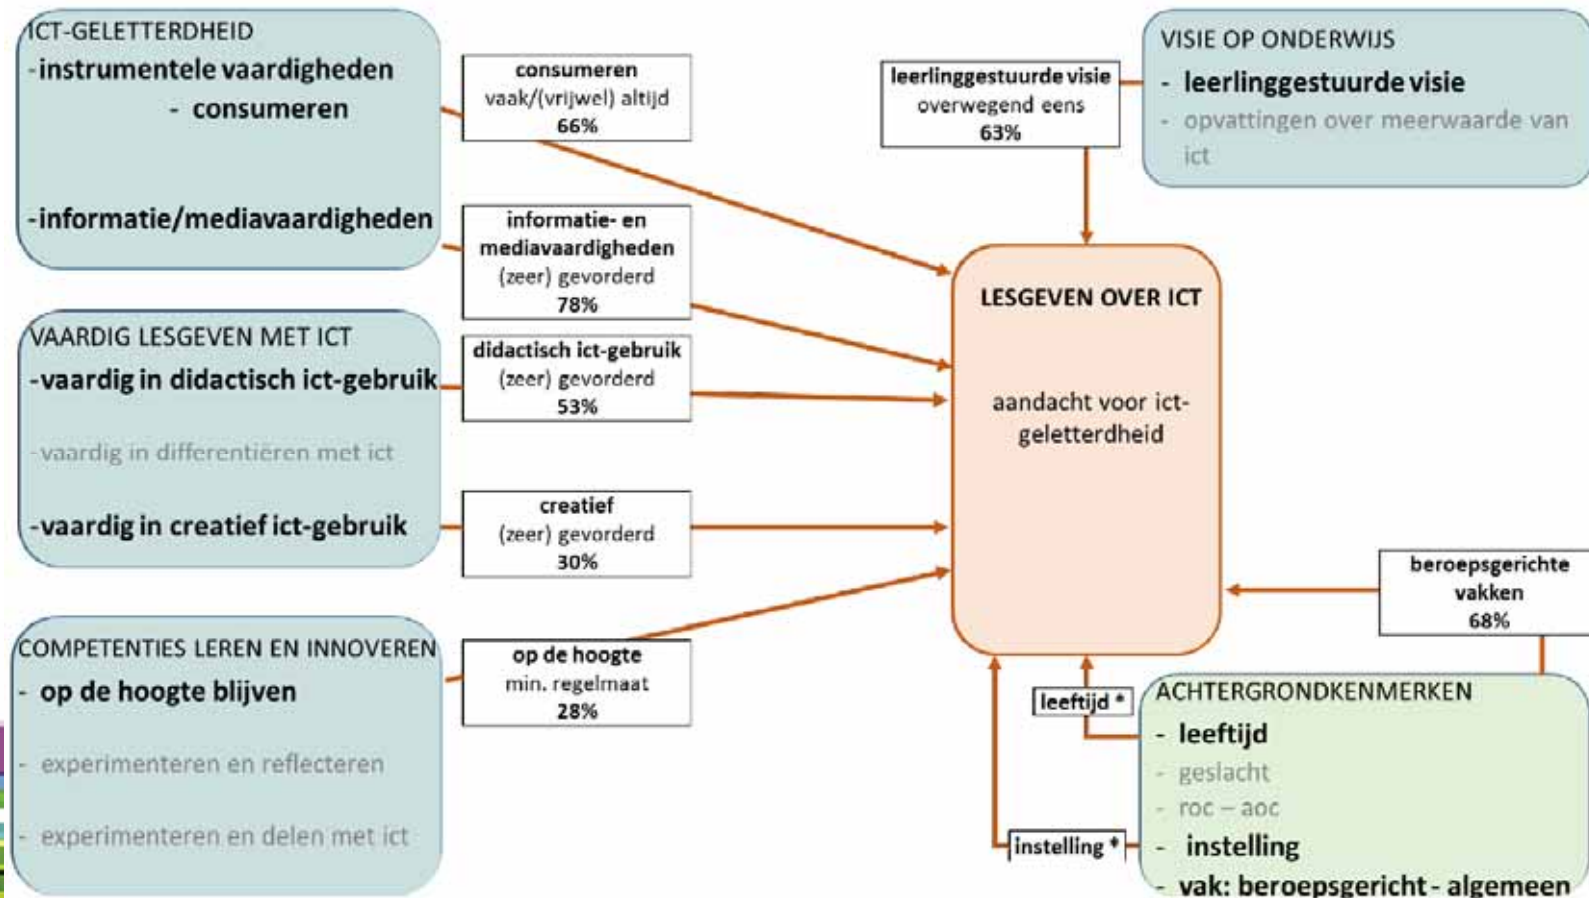 ICT-GELETTERDHEID
-instrumentele vaardigheden
- consumeren
-informatie/mediavaardigheden
consumeren
vaak/(vrijwel) altijd
66%
informatie- en
mediavaardigheden
(zeer) gevorderd
78%
VAARDIG LESGEVEN MET ICT
-vaardig in didactisch ict-gebruik
-vaardig in differentiëren met ict
-vaardig in creatief ict-gebruik
didactisch ict-gebruik
(zeer) gevorderd
53%
creatief
(zeer) gevorderd
30%
COMPETENTIES LEREN EN INNOVEREN
- op de hoogte blijven
- experimenteren en reflecteren
- experimenteren en delen met ict
op de hoogte
min. regelmaat
28%
leerlinggestuurde visie
overwegend eens
63%
VISIE OP ONDERWIJS
- leerlinggestuurde visie
- opvattingen over meerwaarde van
ict
LESGEVEN OVER ICT
aandacht voor ict-
geletterdheid
beroepsgerichte
vakken
68%
leeftijd *
instelling *
ACHTERGRONDKENMERKEN
- leeftijd
- geslacht
- roc – aoc
- instelling
- vak: beroepsgericht - algemeen